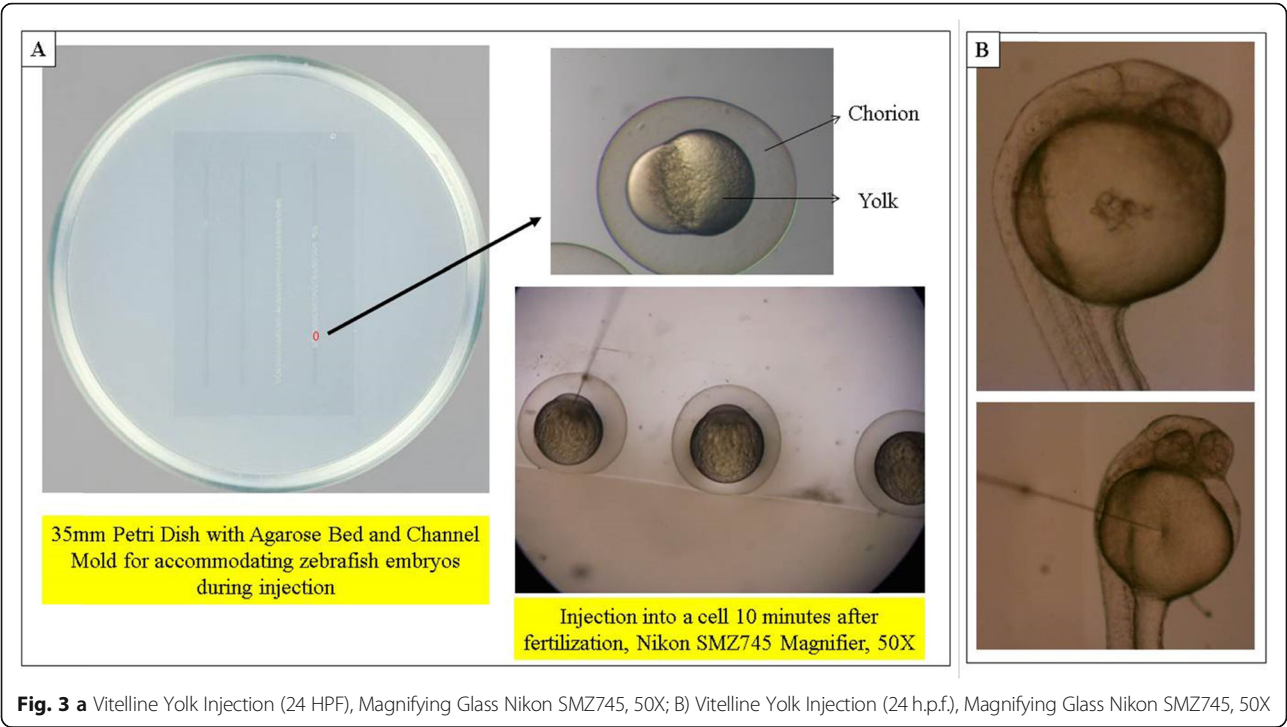 A
B
Chorion
Yolk
0
35mm Petri Dish with Agarose Bed and Channel
Mold for accommodating zebrafish embryos
during injection
Injection into a cell 10 minutes after
fertilization, Nikon SMZ745 Magnifier, 50X
Fig. 3 a Vitelline Yolk Injection (24 HPF), Magnifying Glass Nikon SMZ745, 50X; B) Vitelline Yolk Injection (24 h.p.f.), Magnifying Glass Nikon SMZ745, 50X